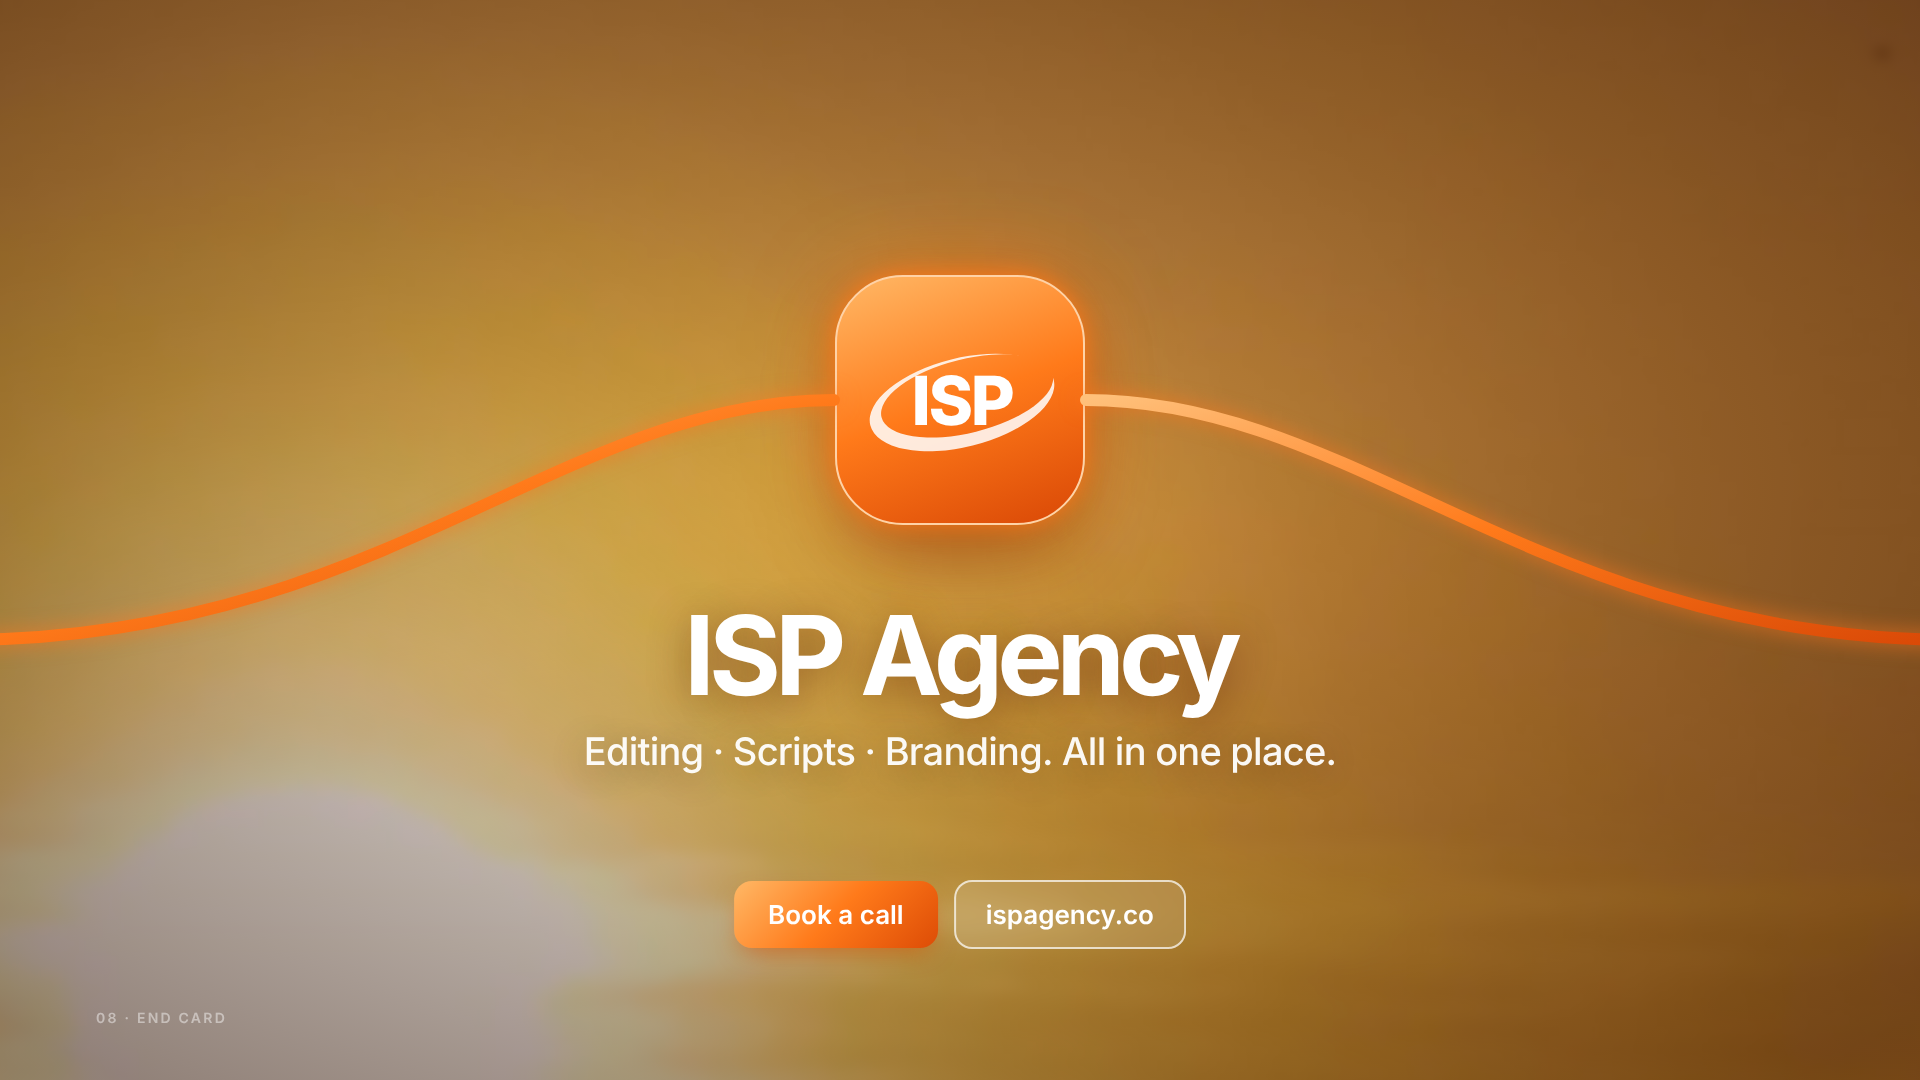 ISP
ISP Agency
Editing · Scripts · Branding. All in one place.
Book a call
ispagency.co
08 · END CARD